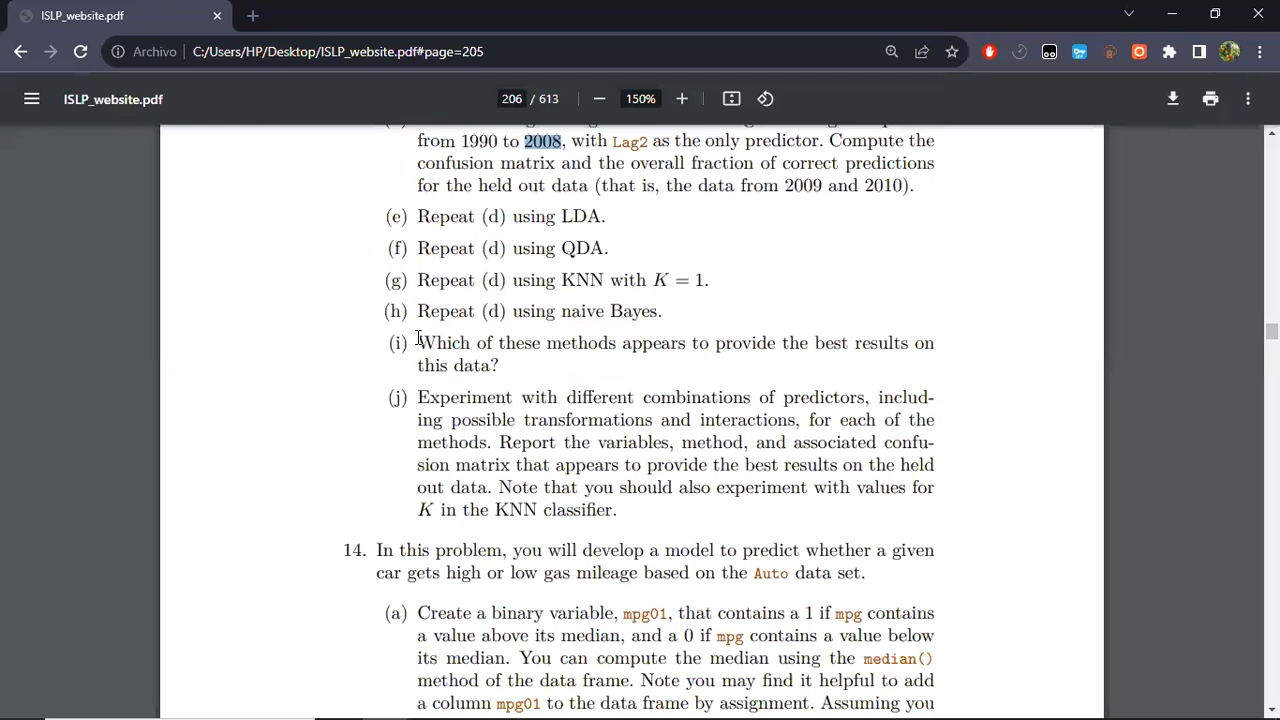 ISLP_website.pdf
Archivo
C:/Users/HP/Desktop/ISLP_website.pdf#page=205
ISLP_website.pdf
206 / 613
150%
from 1990 to 2008, with Lag2 as the only predictor. Compute the
confusion matrix and the overall fraction of correct predictions
for the held out data (that is, the data from 2009 and 2010).
(e) Repeat (d) using LDA.
(f) Repeat (d) using QDA.
(g) Repeat (d) using KNN with K = 1.
(h) Repeat (d) using naive Bayes.
(i) Which of these methods appears to provide the best results on
this data?
(j) Experiment with different combinations of predictors, includ-
ing possible transformations and interactions, for each of the
methods. Report the variables, method, and associated confu-
sion matrix that appears to provide the best results on the held
out data. Note that you should also experiment with values for
K in the KNN classifier.
14. In this problem, you will develop a model to predict whether a given
car gets high or low gas mileage based on the Auto data set.
(a) Create a binary variable, mpg01, that contains a 1 if mpg contains
a value above its median, and a 0 if mpg contains a value below
its median. You can compute the median using the median()
method of the data frame. Note you may find it helpful to add
a column mpg01 to the data frame by assignment. Assuming you